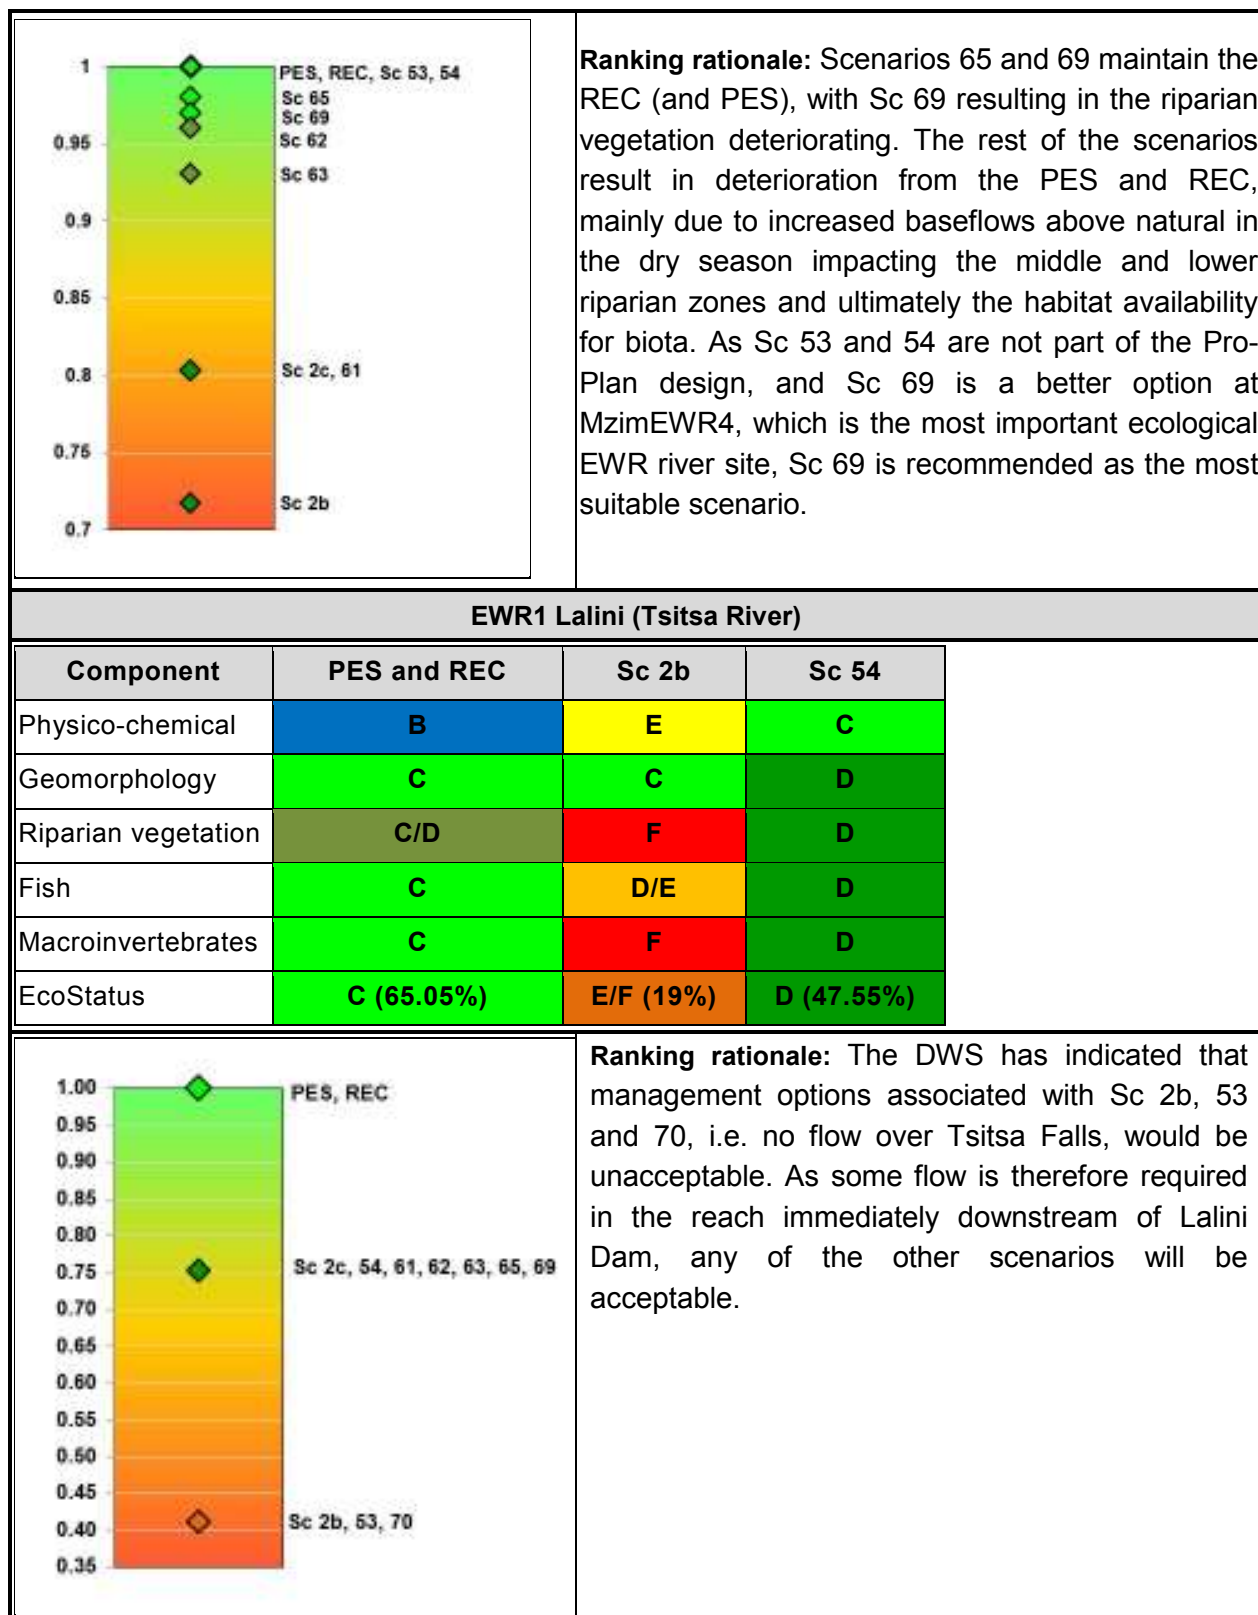 1
0.95
0.9
0.85
0.8
0.75
0.7
PES, REC, Sc 53, 54
Sc 65
Sc 69
Sc 62
Sc 63
Sc 2c, 61
Sc 2b
Ranking rationale: Scenarios 65 and 69 maintain the
REC (and PES), with Sc 69 resulting in the riparian
vegetation deteriorating. The rest of the scenarios
result in deterioration from the PES and REC,
mainly due to increased baseflows above natural in
the dry season impacting the middle and lower
riparian zones and ultimately the habitat availability
for biota. As Sc 53 and 54 are not part of the Pro-
Plan design, and Sc 69 is a better option at
MzimEWR4, which is the most important ecological
EWR river site, Sc 69 is recommended as the most
suitable scenario.
EWR1 Lalini (Tsitsa River)
Component PES and REC Sc 2b Sc 54
Physico-chemical B E C
Geomorphology C C D
Riparian vegetation C/D F D
Fish C D/E D
Macroinvertebrates C F D
EcoStatus C (65.05%) E/F (19%) D (47.55%)
1.00
0.95
0.90
0.85
0.80
0.75
0.70
0.65
0.60
0.55
0.50
0.45
0.40
0.35
PES, REC
Sc 2c, 54, 61, 62, 63, 65, 69
Sc 2b, 53, 70
Ranking rationale: The DWS has indicated that
management options associated with Sc 2b, 53
and 70, i.e. no flow over Tsitsa Falls, would be
unacceptable. As some flow is therefore required
in the reach immediately downstream of Lalini
Dam, any of the other scenarios will be
acceptable.